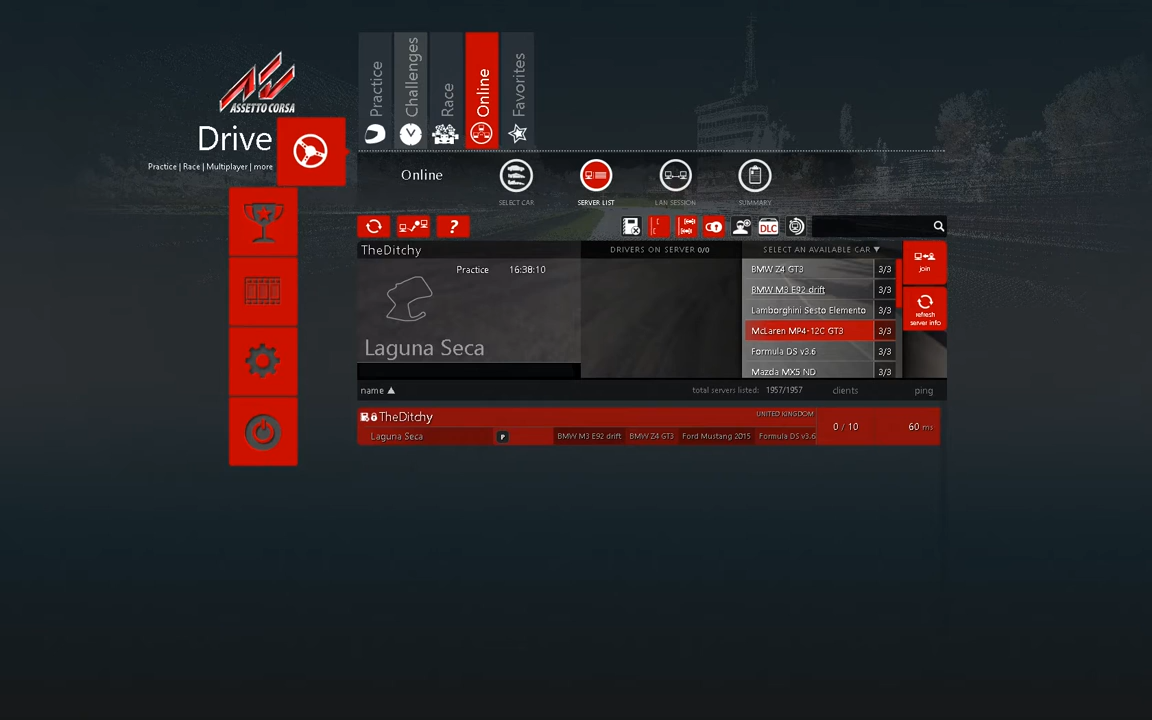 Practice
Challenges
Race
Online
Favorites
ASSETTO CORSA
Drive
Practice | Race | Multiplayer | more
Online
SELECT CAR
SERVER LIST
LAN SESSION
SUMMARY
?
DLC
TheDitchy
DRIVERS ON SERVER 0/0
SELECT AN AVAILABLE CAR ▼
Practice 16:38:10
Laguna Seca
BMW Z4 GT3 3/3
BMW M3 E92 drift 3/3
Lamborghini Sesto Elemento 3/3
McLaren MP4-12C GT3 3/3
Formula DS v3.6 3/3
Mazda MX5 ND 3/3
join
refresh
server info
name ▲ total servers listed: 1957/1957 clients ping
TheDitchy UNITED KINGDOM
0 / 10 60 ms
Laguna Seca P BMW M3 E92 drift BMW Z4 GT3 Ford Mustang 2015 Formula DS v3.6